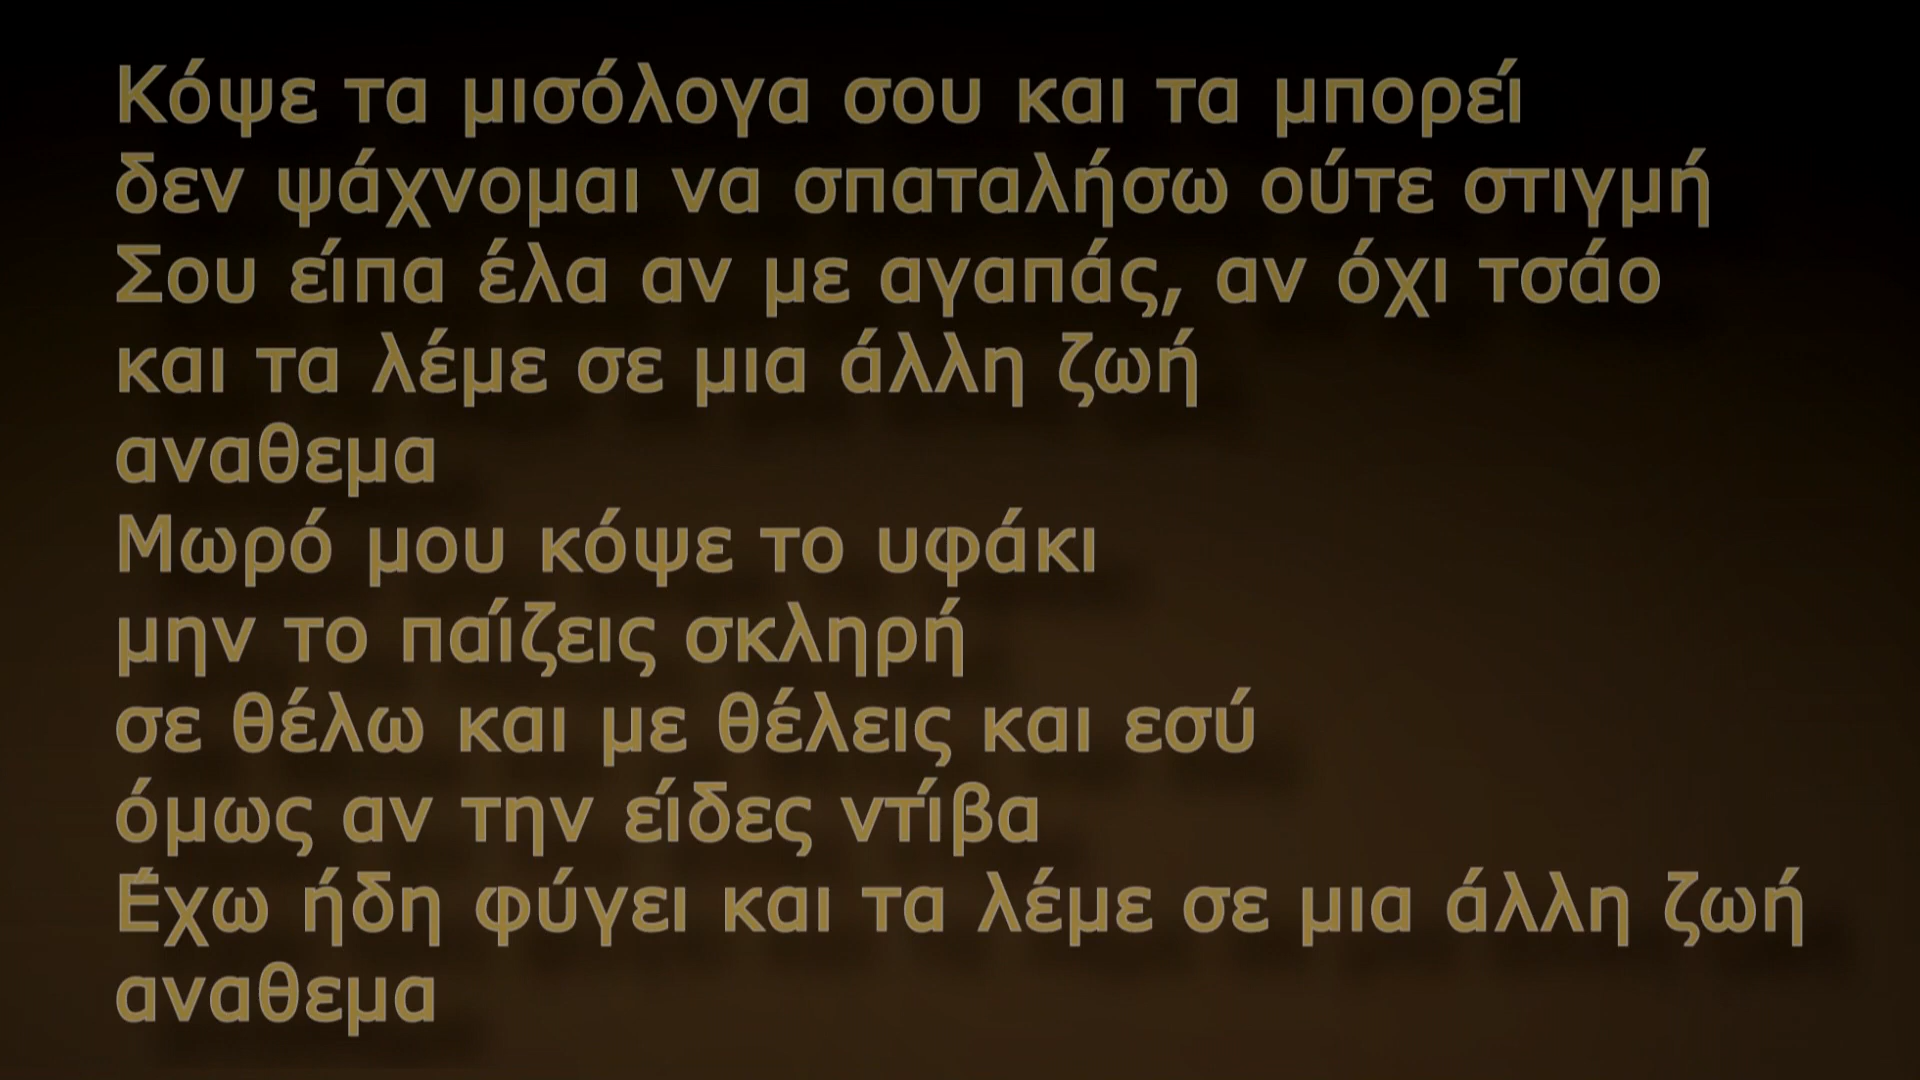 Κόψε τα μισόλογα σου και τα μπορεί
δεν ψάχνομαι να σπαταλήσω ούτε στιγμή
Σου είπα έλα αν με αγαπάς, αν όχι τσάο
και τα λέμε σε μια άλλη ζωή
αναθεμα
Μωρό μου κόψε το υφάκι
μην το παίζεις σκληρή
σε θέλω και με θέλεις και εσύ
όμως αν την είδες ντίβα
Έχω ήδη φύγει και τα λέμε σε μια άλλη ζωή
αναθεμα